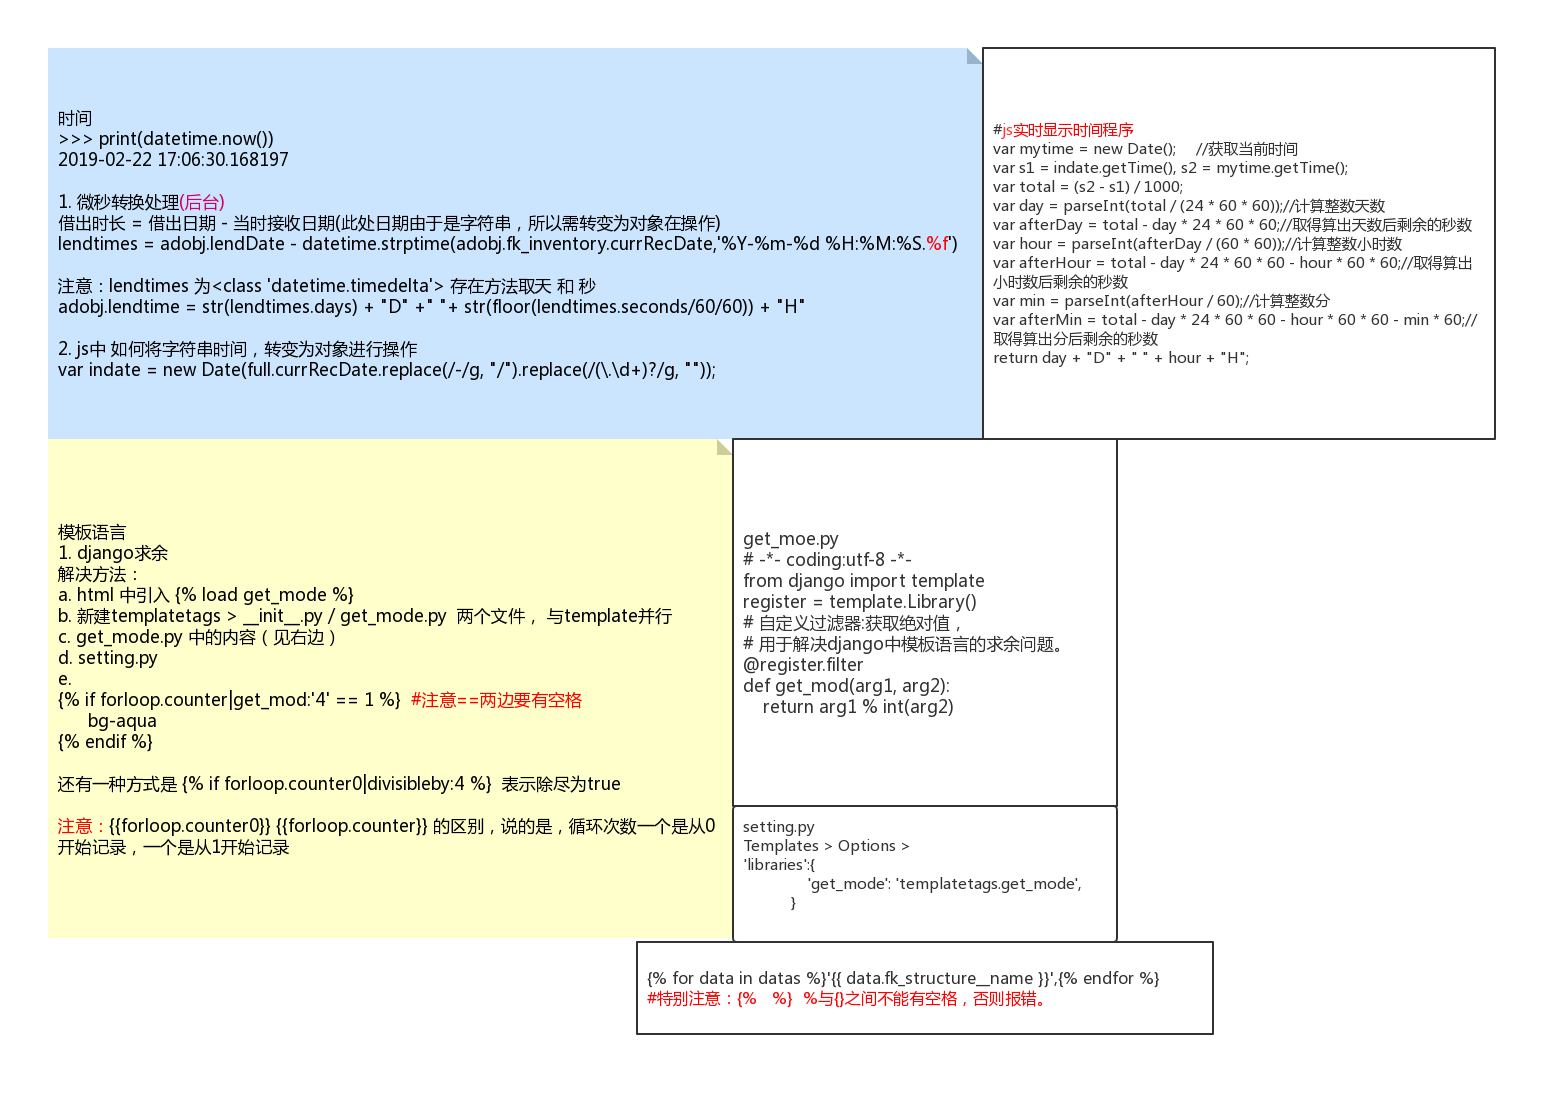 时间
>>> print(datetime.now())
2019-02-22 17:06:30.168197
1. 微秒转换处理(后台)
借出时长 = 借出日期 - 当时接收日期(此处日期由于是字符串，所以需转变为对象在操作)
lendtimes = adobj.lendDate - datetime.strptime(adobj.fk_inventory.currRecDate,'%Y-%m-%d %H:%M:%S.%f')
注意：lendtimes 为<class 'datetime.timedelta'> 存在方法取天 和 秒
adobj.lendtime = str(lendtimes.days) + "D" +" "+ str(floor(lendtimes.seconds/60/60)) + "H"
2. js中 如何将字符串时间，转变为对象进行操作
var indate = new Date(full.currRecDate.replace(/-/g, "/").replace(/(\.\d+)?/g, ""));
#js实时显示时间程序
var mytime = new Date();     //获取当前时间
var s1 = indate.getTime(), s2 = mytime.getTime();
var total = (s2 - s1) / 1000;
var day = parseInt(total / (24 * 60 * 60));//计算整数天数
var afterDay = total - day * 24 * 60 * 60;//取得算出天数后剩余的秒数
var hour = parseInt(afterDay / (60 * 60));//计算整数小时数
var afterHour = total - day * 24 * 60 * 60 - hour * 60 * 60;//取得算出
小时数后剩余的秒数
var min = parseInt(afterHour / 60);//计算整数分
var afterMin = total - day * 24 * 60 * 60 - hour * 60 * 60 - min * 60;//
取得算出分后剩余的秒数
return day + "D" + " " + hour + "H";
模板语言
1. django求余
解决方法：
a. html 中引入 {% load get_mode %}
b. 新建templatetags > __init__.py / get_mode.py  两个文件， 与template并行
c. get_mode.py 中的内容（见右边）
d. setting.py
e.
{% if forloop.counter|get_mod:'4' == 1 %}  #注意==两边要有空格
      bg-aqua
{% endif %}
还有一种方式是 {% if forloop.counter0|divisibleby:4 %}  表示除尽为true
注意：{{forloop.counter0}} {{forloop.counter}} 的区别，说的是，循环次数一个是从0
开始记录，一个是从1开始记录
get_moe.py
# -*- coding:utf-8 -*-
from django import template
register = template.Library()
# 自定义过滤器:获取绝对值，
# 用于解决django中模板语言的求余问题。
@register.filter
def get_mod(arg1, arg2):
    return arg1 % int(arg2)
setting.py
Templates > Options >
'libraries':{
                'get_mode': 'templatetags.get_mode',
            }
{% for data in datas %}'{{ data.fk_structure__name }}',{% endfor %}
#特别注意：{%   %}  %与{}之间不能有空格，否则报错。